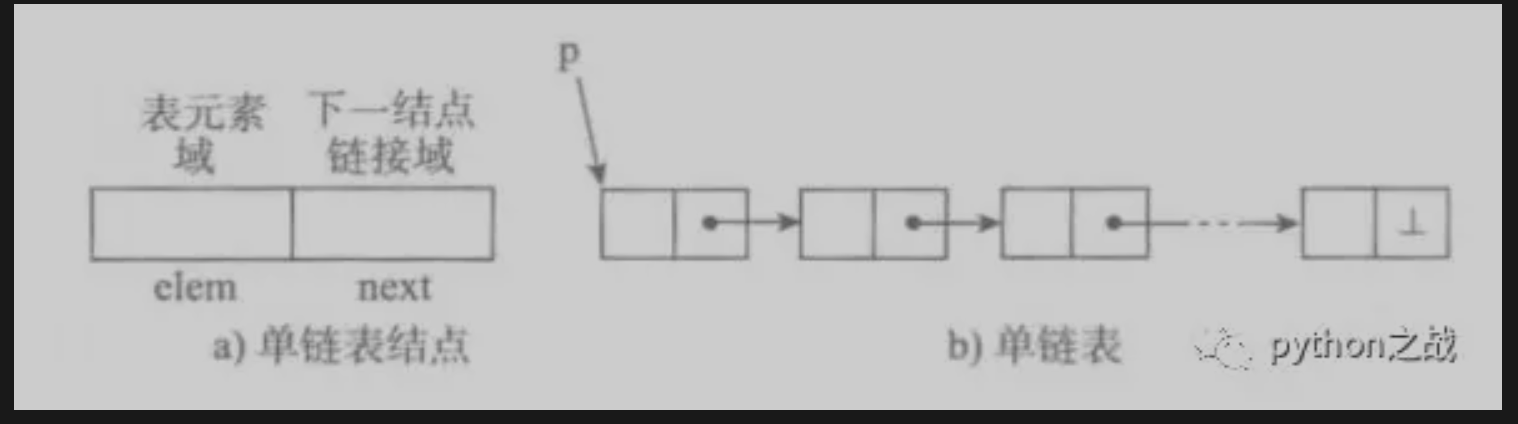 p
表元素
域
下一结点
链接域
elem
next
a) 单链表结点
b) 单链表
⊥
python之战